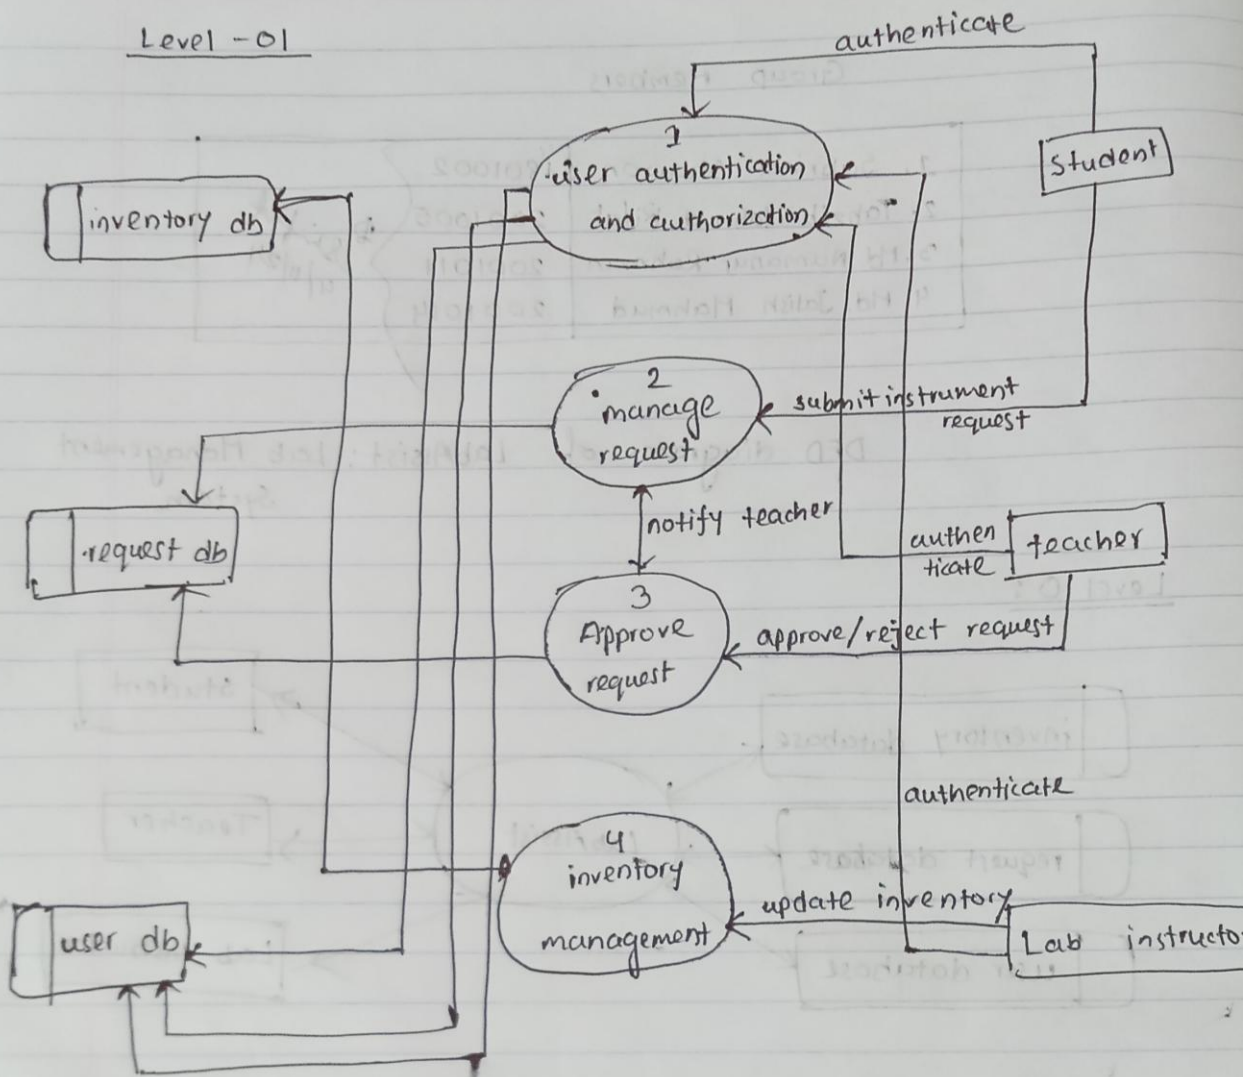 Level - 01
authenticate
1
user authentication
and authorization
Student
inventory db
2
manage
request
submit instrument
request
notify teacher
request db
authen
ticate
teacher
3
Approve
request
approve/reject request
authenticate
4
inventory
management
update inventory
Lab instructo
user db